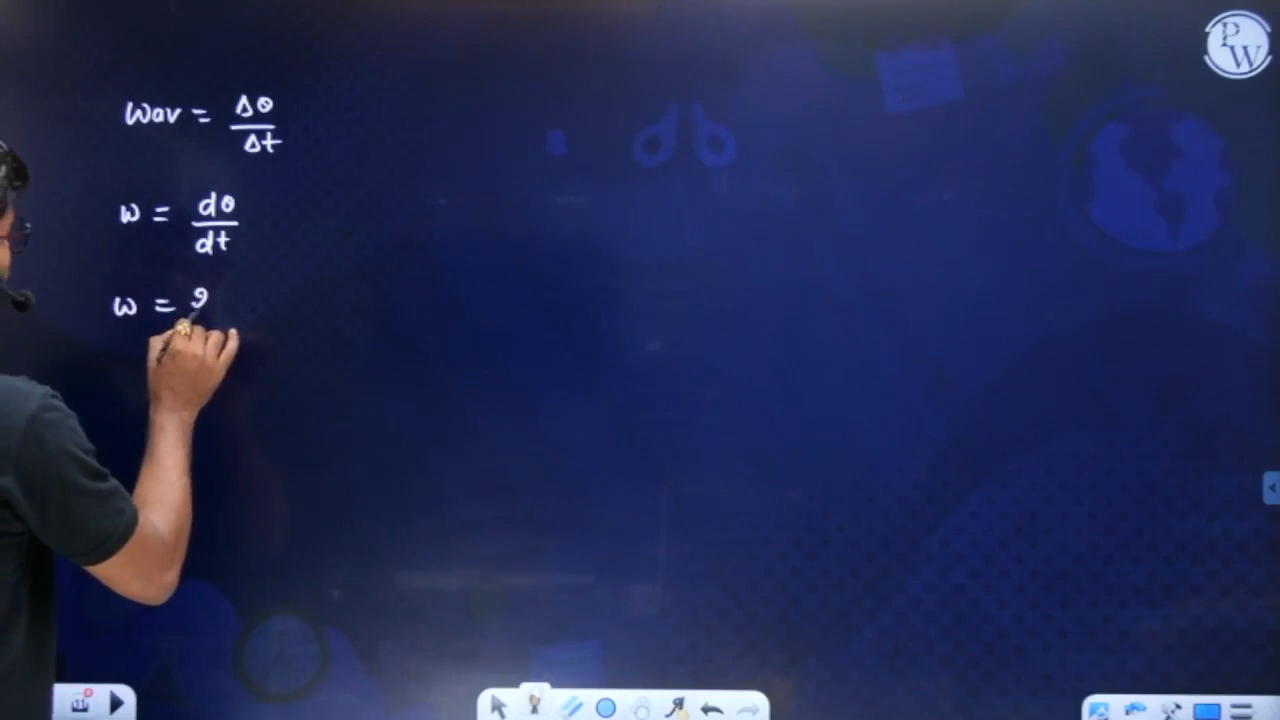 PW
Wav = Δθ/Δt
w = dθ/dt
w =